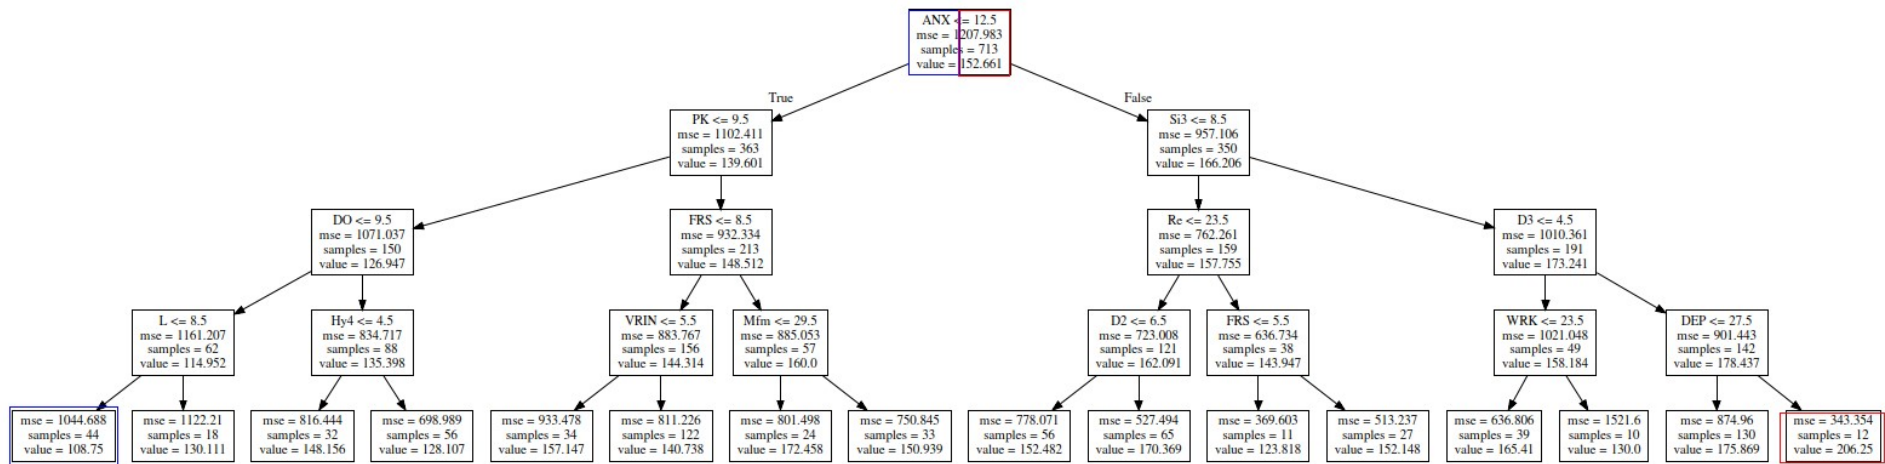 ANX <= 12.5
mse = 1207.983
samples = 713
value = 152.661
True
False
PK <= 9.5
mse = 1102.411
samples = 363
value = 139.601
Si3 <= 8.5
mse = 957.106
samples = 350
value = 166.206
DO <= 9.5
mse = 1071.037
samples = 150
value = 126.947
FRS <= 8.5
mse = 932.334
samples = 213
value = 148.512
Re <= 23.5
mse = 762.261
samples = 159
value = 157.755
D3 <= 4.5
mse = 1010.361
samples = 191
value = 173.241
L <= 8.5
mse = 1161.207
samples = 62
value = 114.952
Hy4 <= 4.5
mse = 834.717
samples = 88
value = 135.398
VRIN <= 5.5
mse = 883.767
samples = 156
value = 144.314
Mfm <= 29.5
mse = 885.053
samples = 57
value = 160.0
D2 <= 6.5
mse = 723.008
samples = 121
value = 162.091
FRS <= 5.5
mse = 636.734
samples = 38
value = 143.947
WRK <= 23.5
mse = 1021.048
samples = 49
value = 158.184
DEP <= 27.5
mse = 901.443
samples = 142
value = 178.437
mse = 1044.688
samples = 44
value = 108.75
mse = 1122.21
samples = 18
value = 130.111
mse = 816.444
samples = 32
value = 148.156
mse = 698.989
samples = 56
value = 128.107
mse = 933.478
samples = 34
value = 157.147
mse = 811.226
samples = 122
value = 140.738
mse = 801.498
samples = 24
value = 172.458
mse = 750.845
samples = 33
value = 150.939
mse = 778.071
samples = 56
value = 152.482
mse = 527.494
samples = 65
value = 170.369
mse = 369.603
samples = 11
value = 123.818
mse = 513.237
samples = 27
value = 152.148
mse = 636.806
samples = 39
value = 165.41
mse = 1521.6
samples = 10
value = 130.0
mse = 874.96
samples = 130
value = 175.869
mse = 343.354
samples = 12
value = 206.25